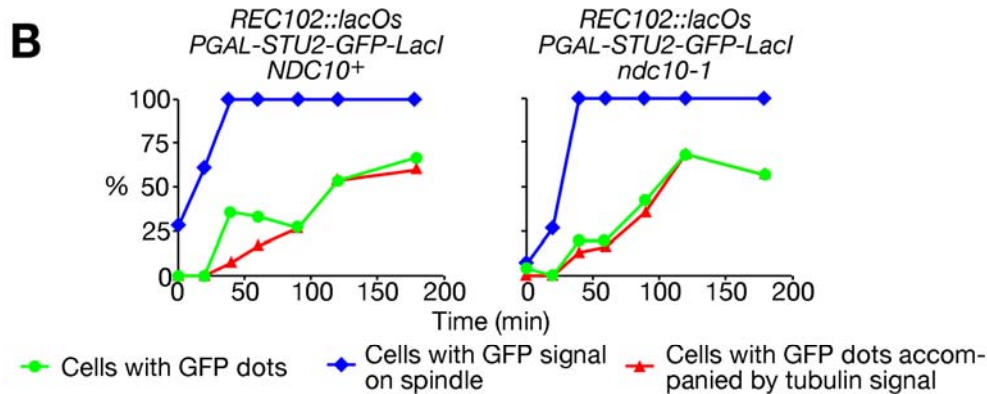 B
REC102::lacOs
PGAL-STU2-GFP-LacI
NDC10+
REC102::lacOs
PGAL-STU2-GFP-LacI
ndc10-1
100
75
%
50
25
0
0 50 100 150 200
0 50 100 150 200
Time (min)
Cells with GFP dots
Cells with GFP signal
on spindle
Cells with GFP dots accom-
panied by tubulin signal